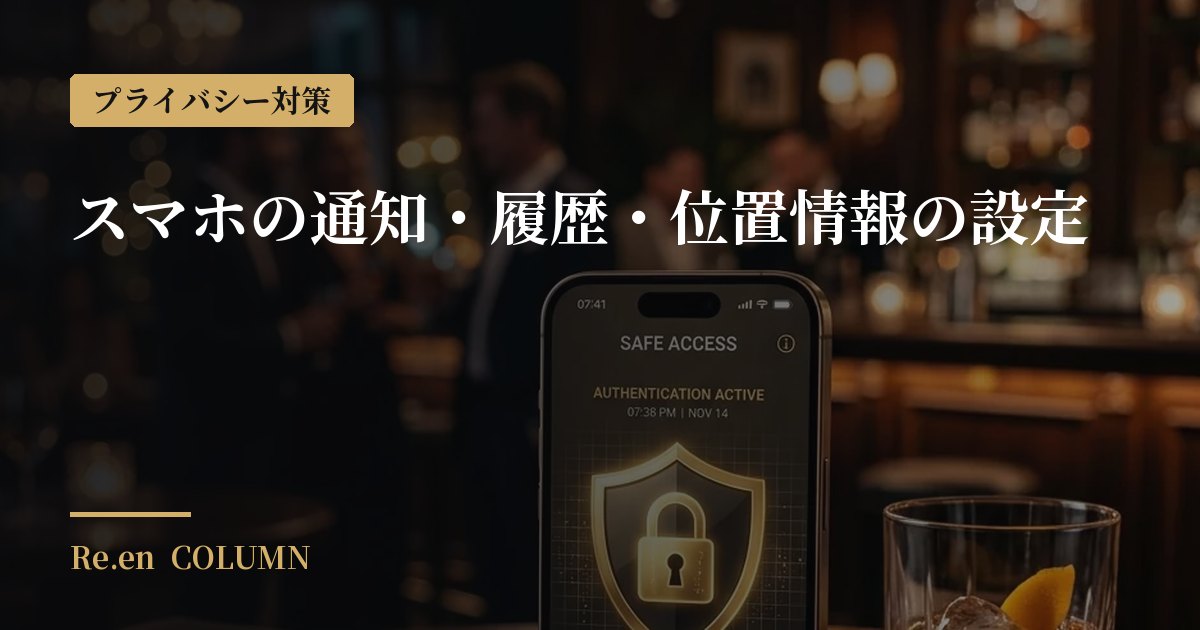 プライバシー対策
スマホの通知・履歴・位置情報の設定
07:41
SAFE ACCESS
AUTHENTICATION ACTIVE
07:38 PM | NOV 14
Re.en COLUMN